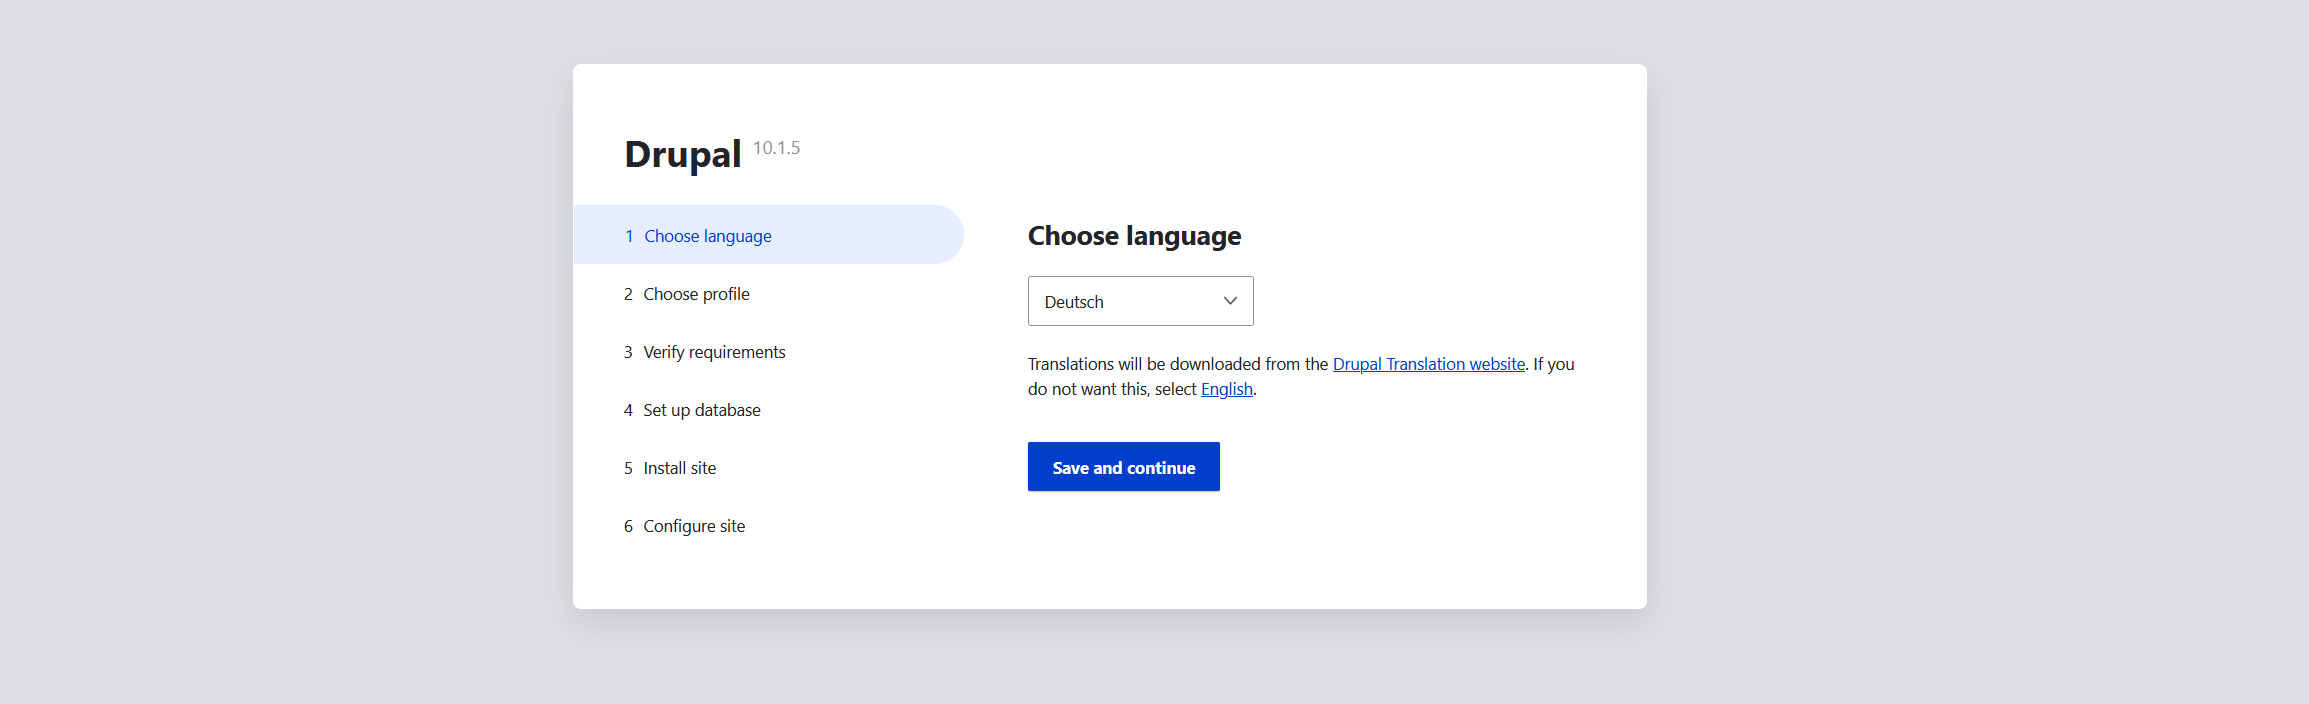 Drupal 10.1.5
1 Choose language
2 Choose profile
3 Verify requirements
4 Set up database
5 Install site
6 Configure site
Choose language
Deutsch
Translations will be downloaded from the Drupal Translation website. If you
do not want this, select English.
Save and continue